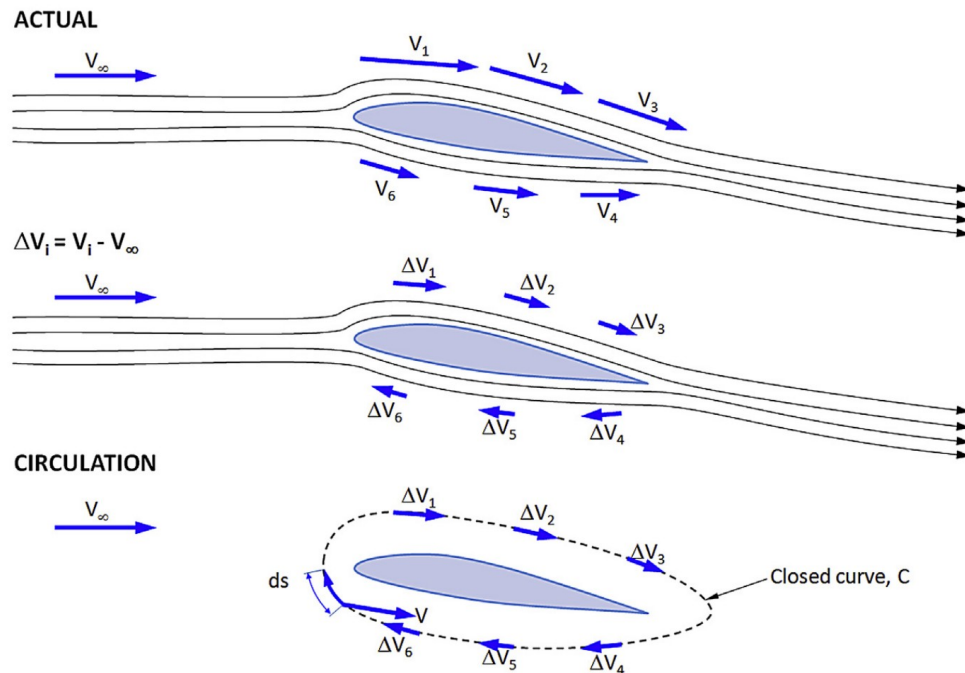 ACTUAL
V∞
V₁
V₂
V₃
V₆
V₅
V₄
ΔVᵢ = Vᵢ - V∞
V∞
ΔV₁
ΔV₂
ΔV₃
ΔV₆
ΔV₅
ΔV₄
CIRCULATION
V∞
ΔV₁
ΔV₂
ΔV₃
ds
Closed curve, C
V
ΔV₆
ΔV₅
ΔV₄